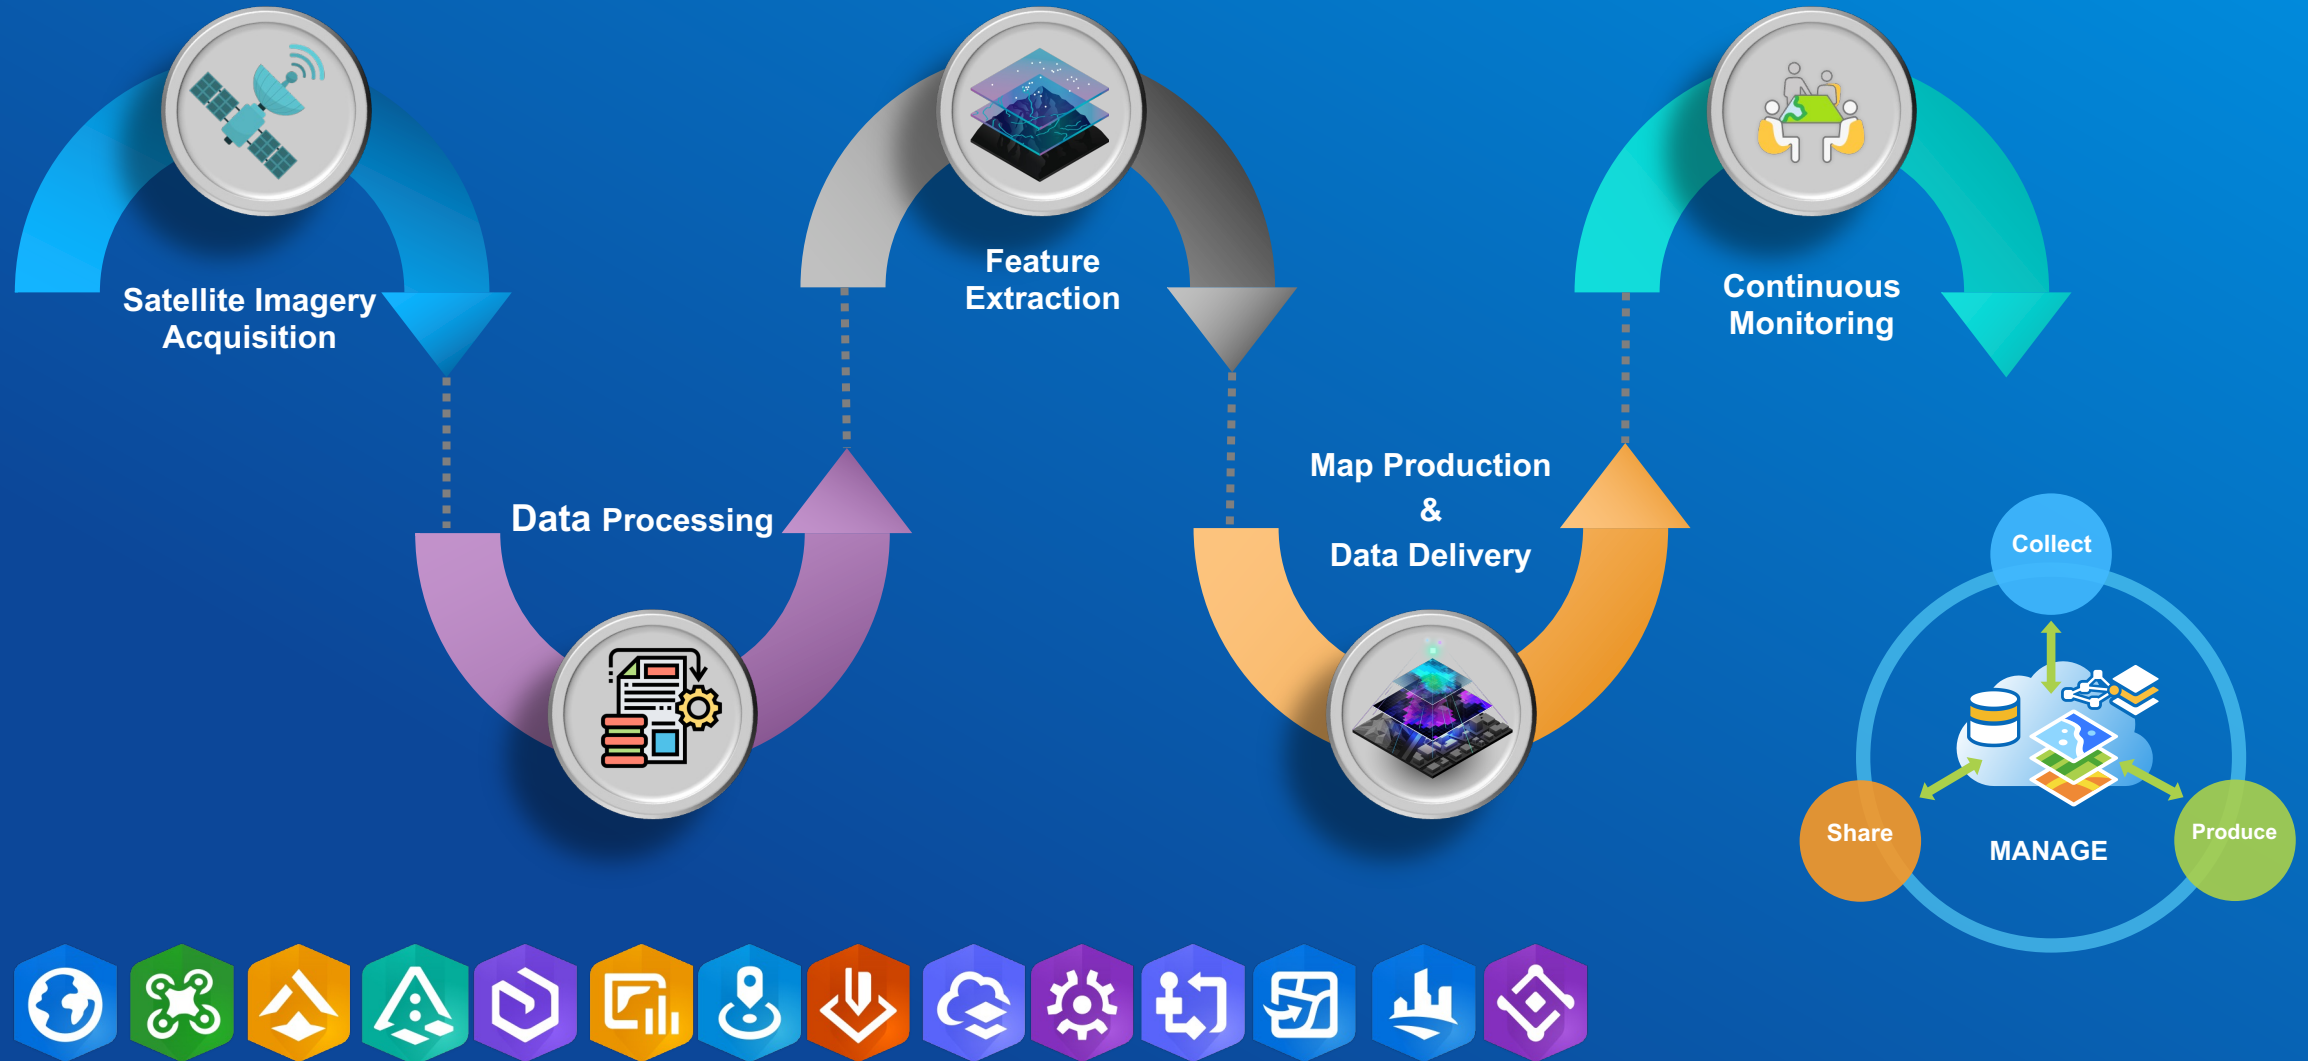 Satellite Imagery
Acquisition
Data Processing
Feature
Extraction
Map Production
&
Data Delivery
Continuous
Monitoring
Collect
Share
Produce
MANAGE